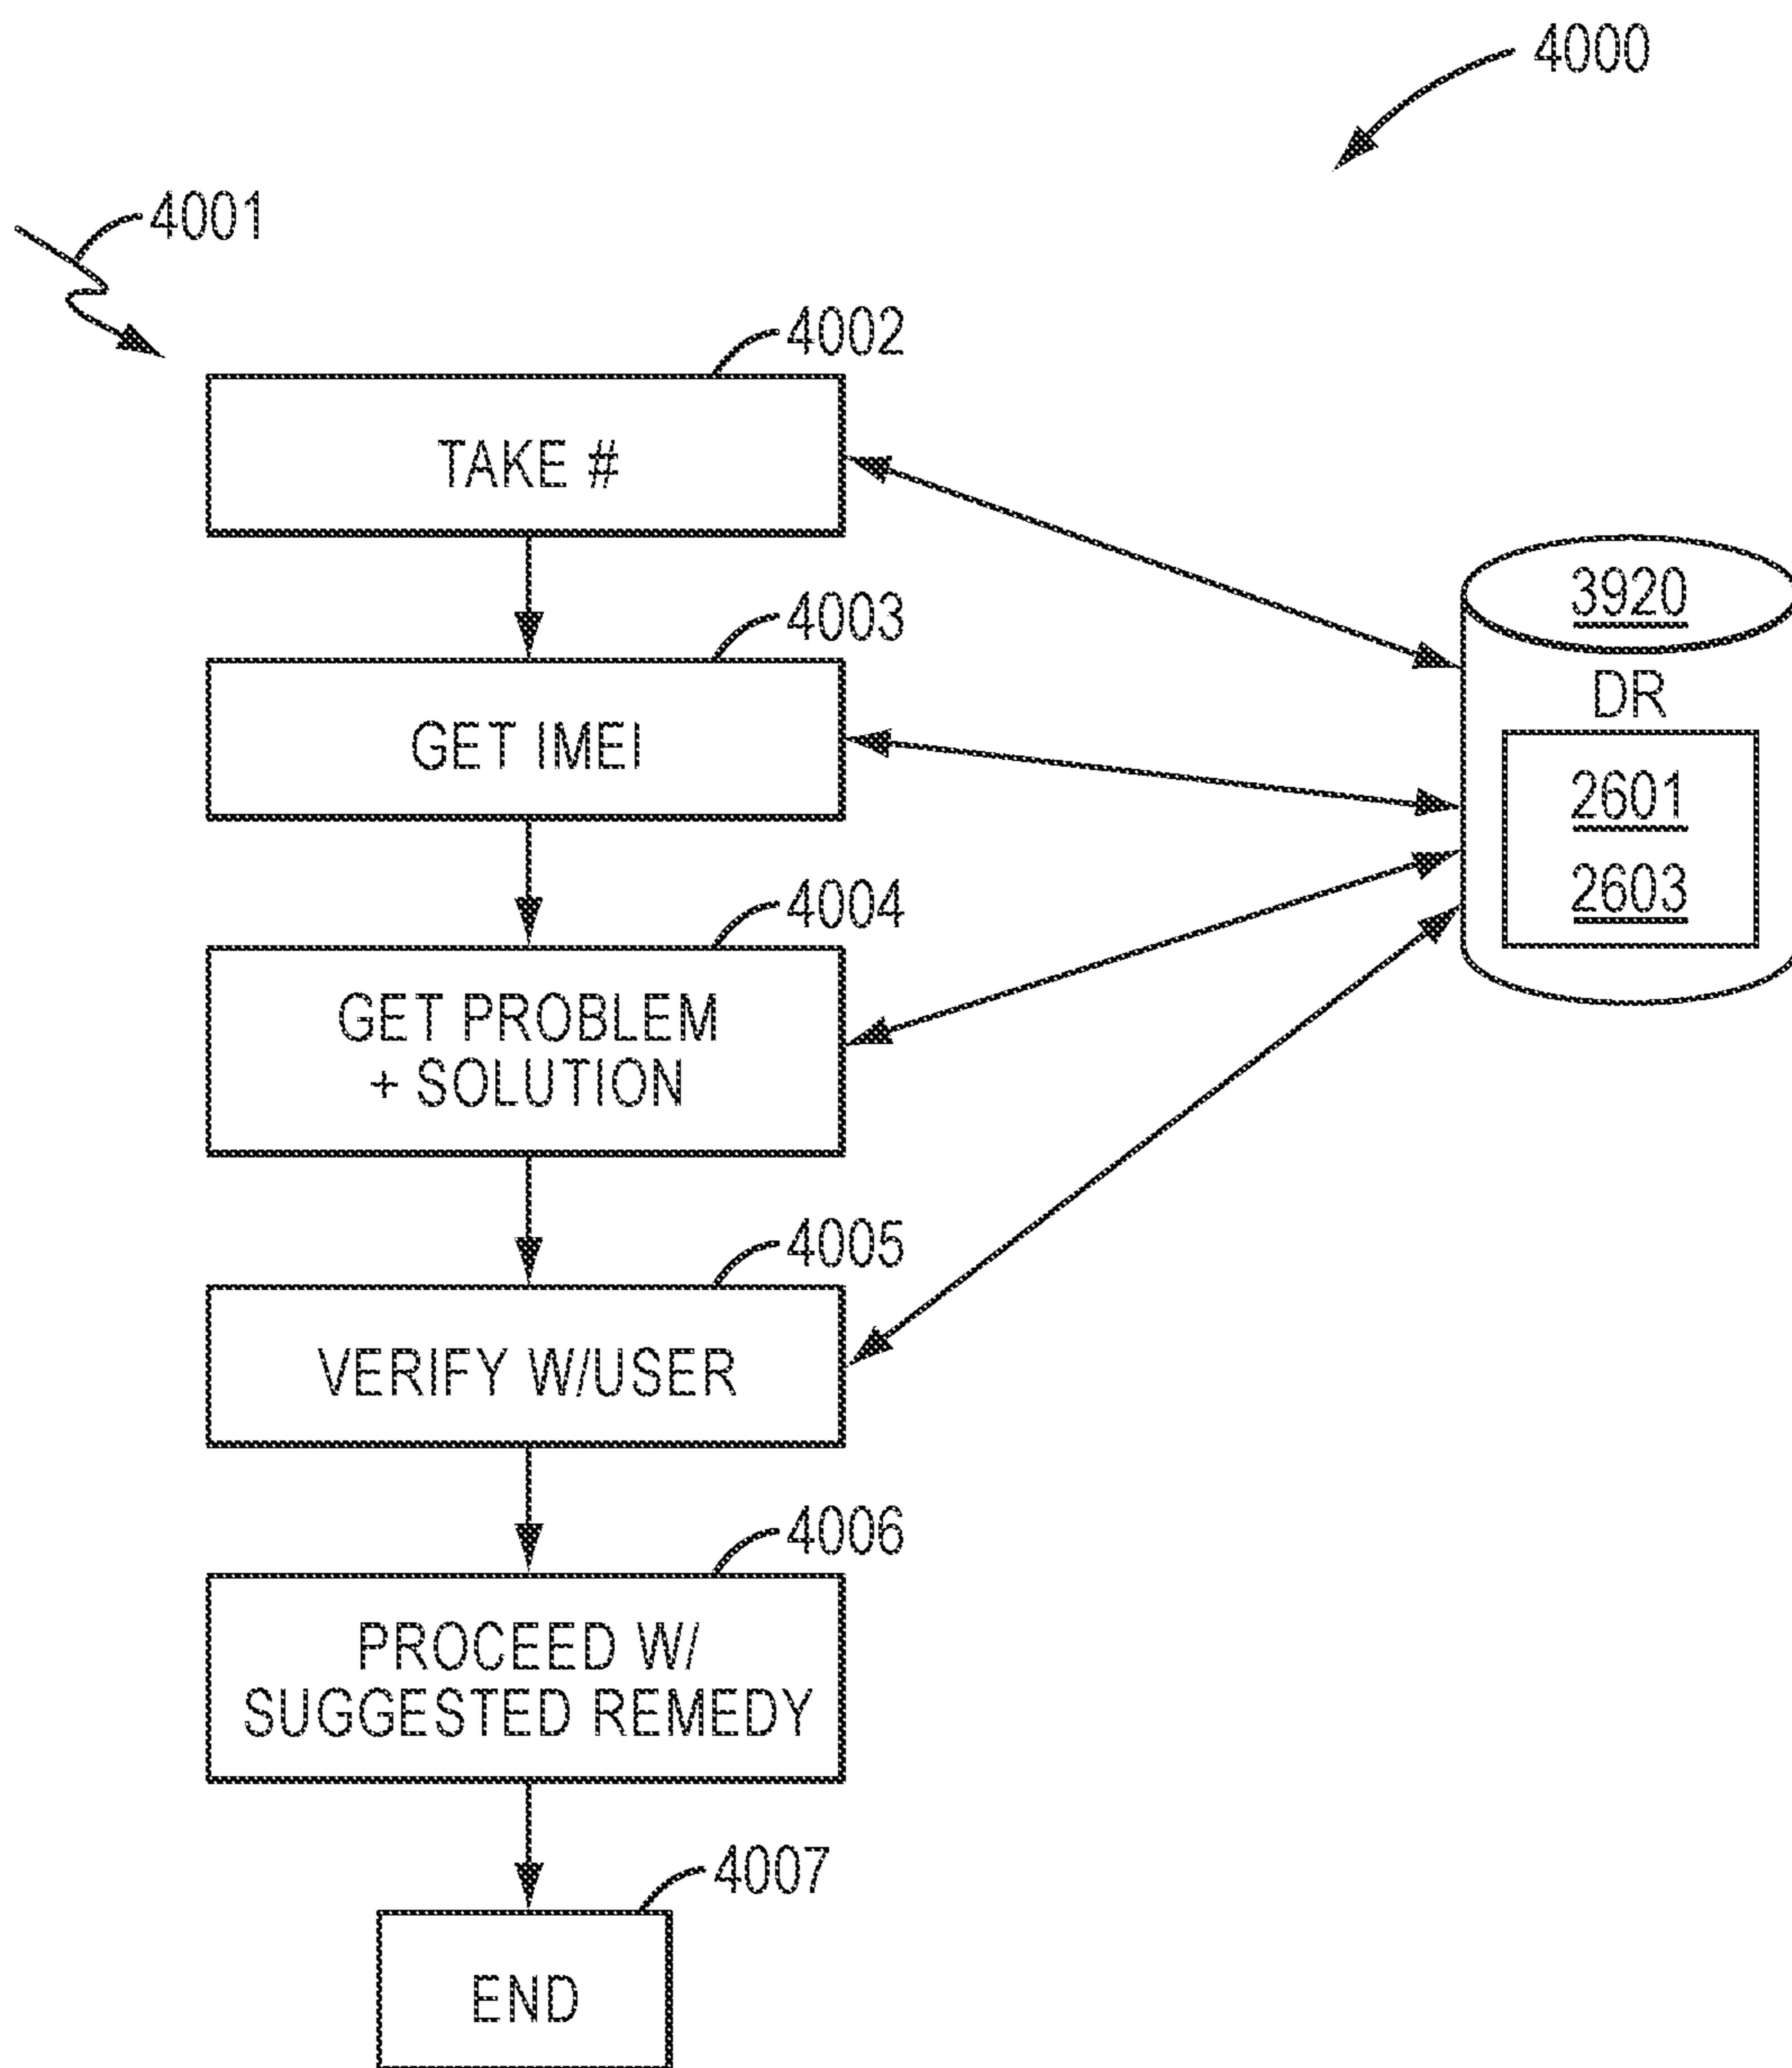 4000
4001
4002
TAKE #
3920
4003
DR
GET IMEI
2601
2603
4004
GET PROBLEM
+ SOLUTION
4005
VERIFY W/USER
4006
PROCEED W/
SUGGESTED REMEDY
4007
END